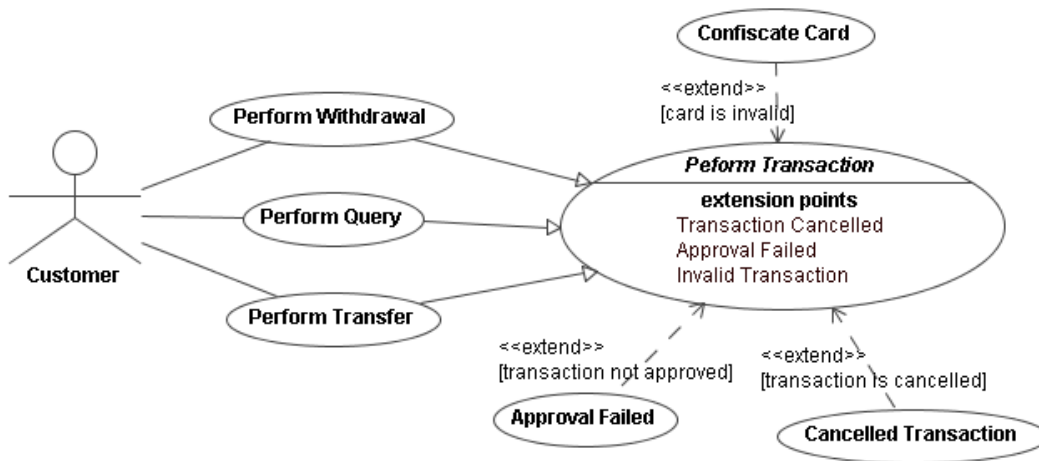 Confiscate Card
<<extend>>
[card is invalid]
Perform Withdrawal
Peform Transaction
extension points
Transaction Cancelled
Approval Failed
Invalid Transaction
Perform Query
Customer
Perform Transfer
<<extend>>
[transaction not approved]
<<extend>>
[transaction is cancelled]
Approval Failed
Cancelled Transaction